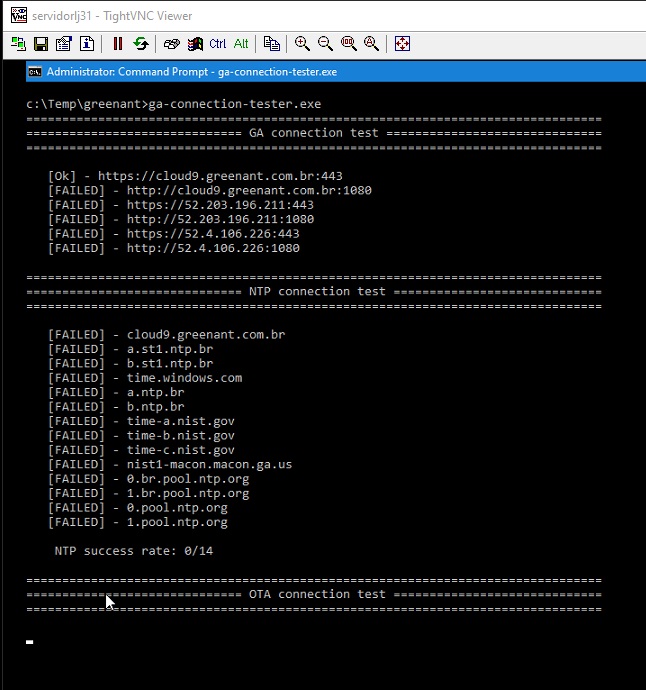 servidorlj31 - TightVNC Viewer
Ctrl Alt
Administrator: Command Prompt - ga-connection-tester.exe
c:\Temp\greenant>ga-connection-tester.exe
================================================================================
============================== GA connection test ==============================
================================================================================
[Ok] - https://cloud9.greenant.com.br:443
[FAILED] - http://cloud9.greenant.com.br:1080
[FAILED] - https://52.203.196.211:443
[FAILED] - http://52.203.196.211:1080
[FAILED] - https://52.4.106.226:443
[FAILED] - http://52.4.106.226:1080
================================================================================
============================== NTP connection test =============================
================================================================================
[FAILED] - cloud9.greenant.com.br
[FAILED] - a.st1.ntp.br
[FAILED] - b.st1.ntp.br
[FAILED] - time.windows.com
[FAILED] - a.ntp.br
[FAILED] - b.ntp.br
[FAILED] - time-a.nist.gov
[FAILED] - time-b.nist.gov
[FAILED] - time-c.nist.gov
[FAILED] - nist1-macon.macon.ga.us
[FAILED] - 0.br.pool.ntp.org
[FAILED] - 1.br.pool.ntp.org
[FAILED] - 0.pool.ntp.org
[FAILED] - 1.pool.ntp.org
NTP success rate: 0/14
================================================================================
============================== OTA connection test =============================
================================================================================